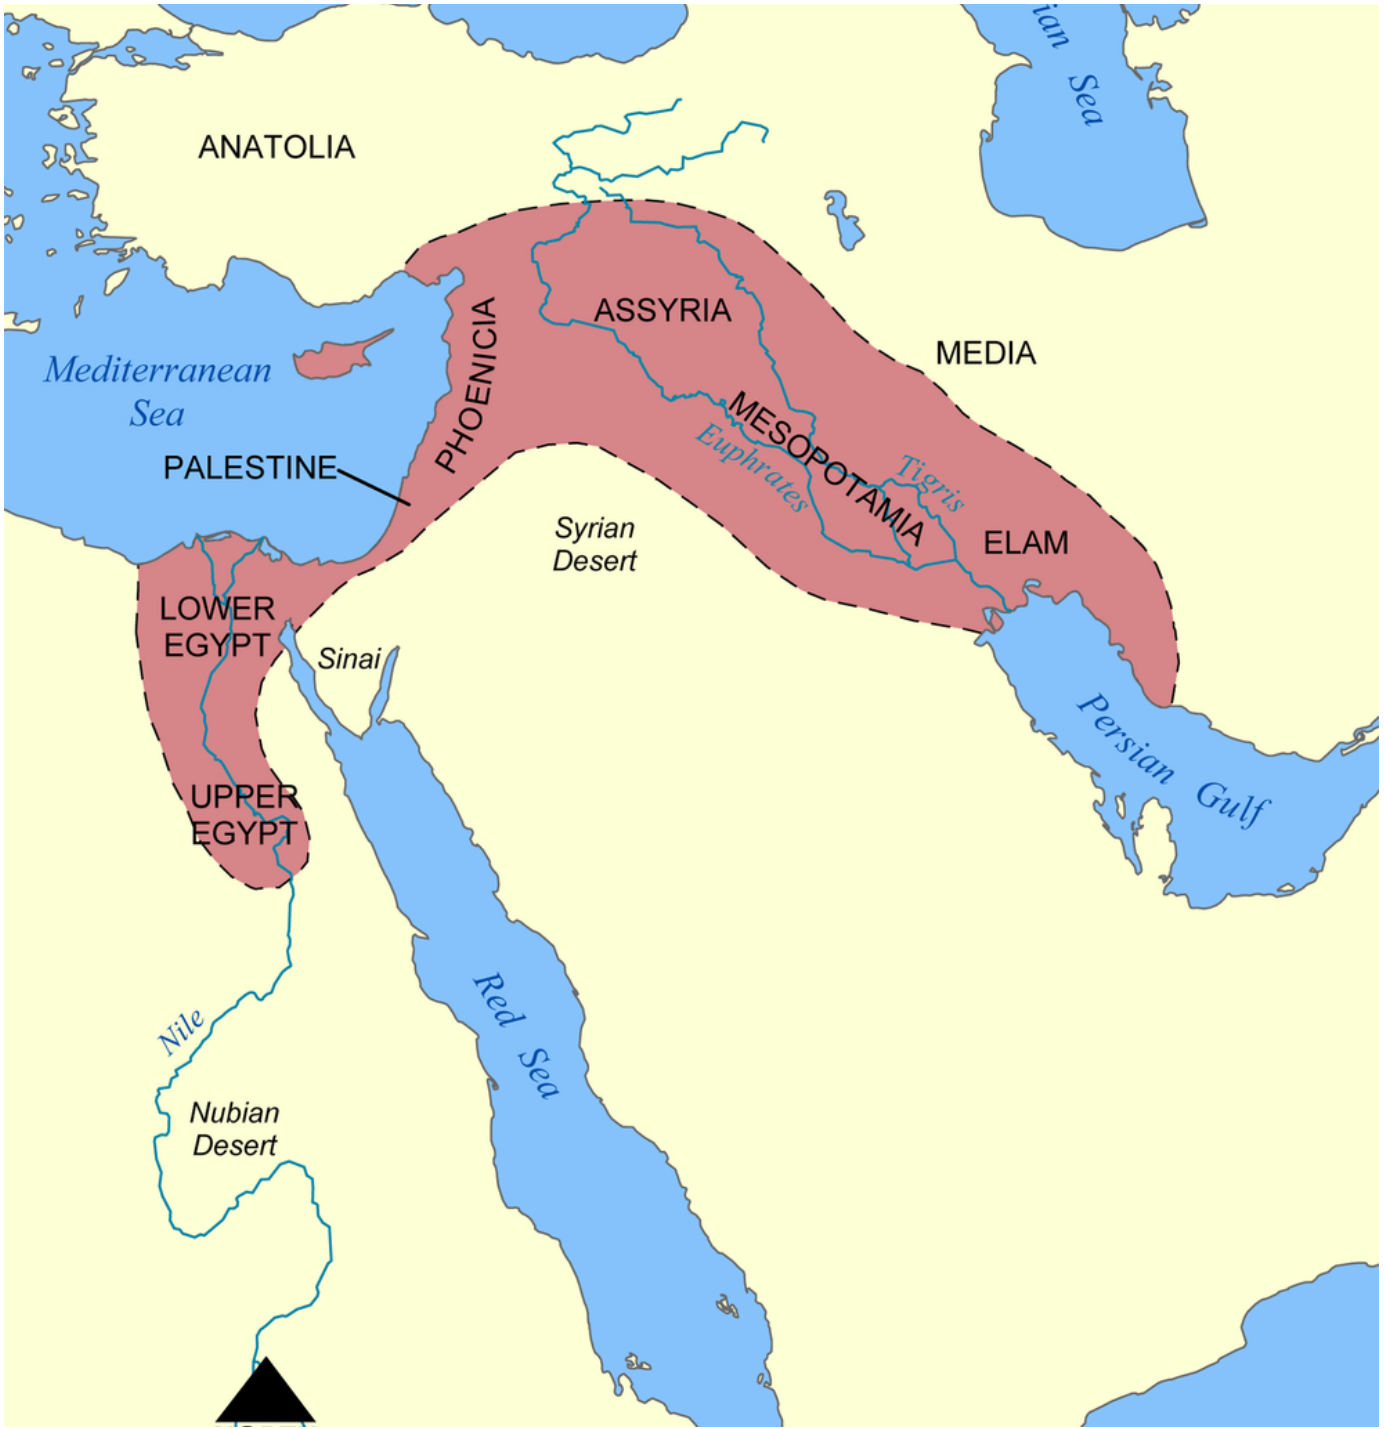 ian
Sea
ANATOLIA
ASSYRIA
PHOENICIA
MEDIA
Mediterranean
Sea
MESOPOTAMIA
Euphrates
Tigris
PALESTINE
Syrian
Desert
ELAM
LOWER
EGYPT
Sinai
Persian Gulf
UPPER
EGYPT
Red Sea
Nile
Nubian
Desert